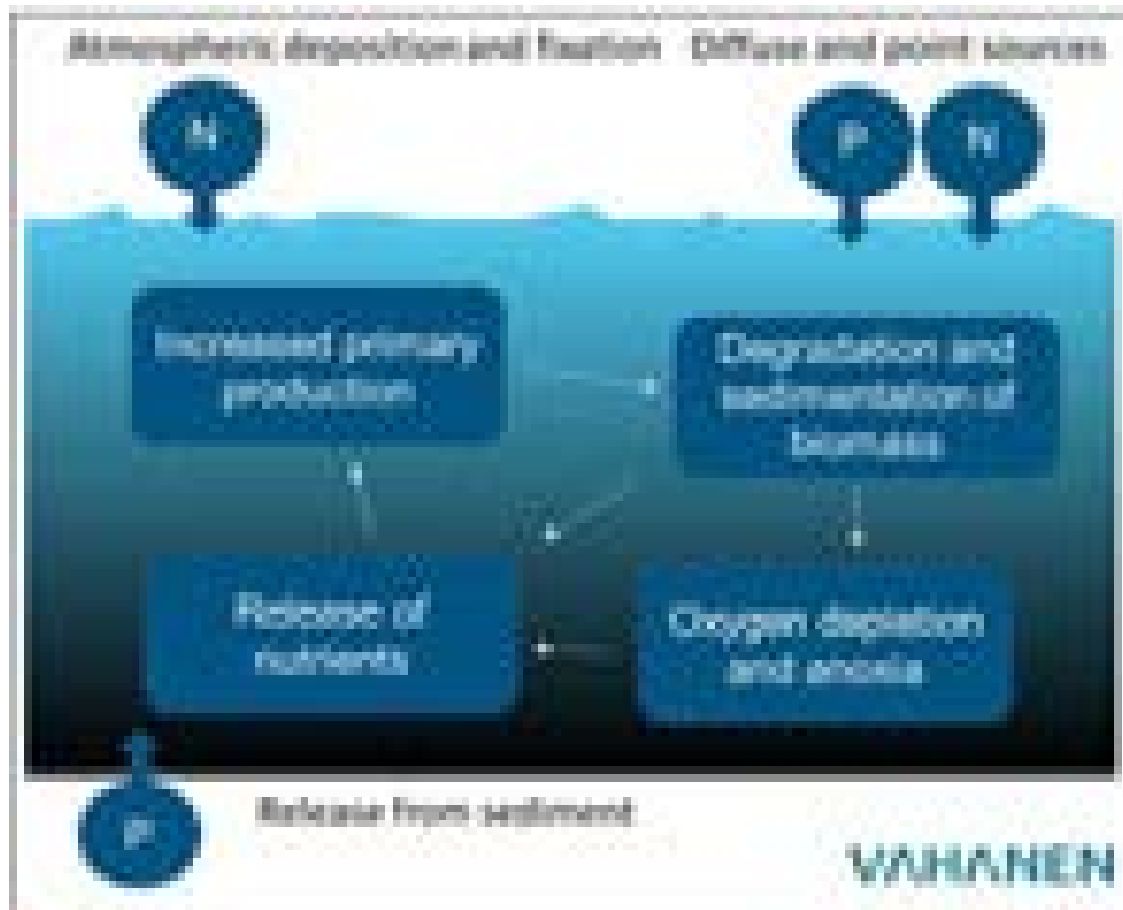 Atmospheric deposition and fixation
Diffuse and point sources
N
P
N
Increased primary
production
Degradation and
sedimentation of
biomass
Release of
nutrients
Oxygen depletion
and anoxia
P
Release from sediment
VAHANEN